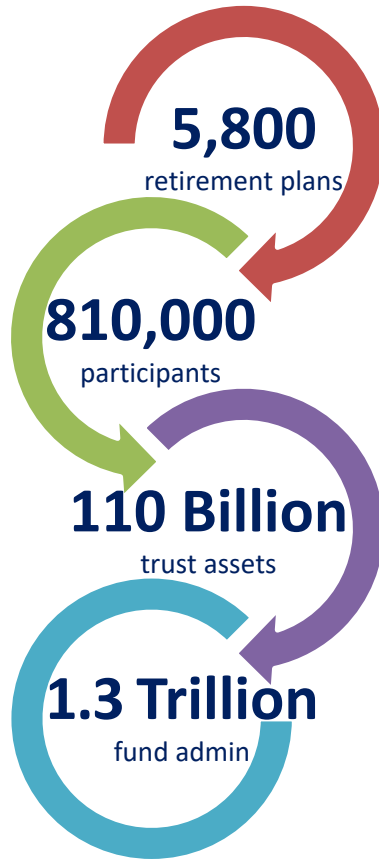 5,800
retirement plans
810,000
participants
110 Billion
trust assets
1.3 Trillion
fund admin